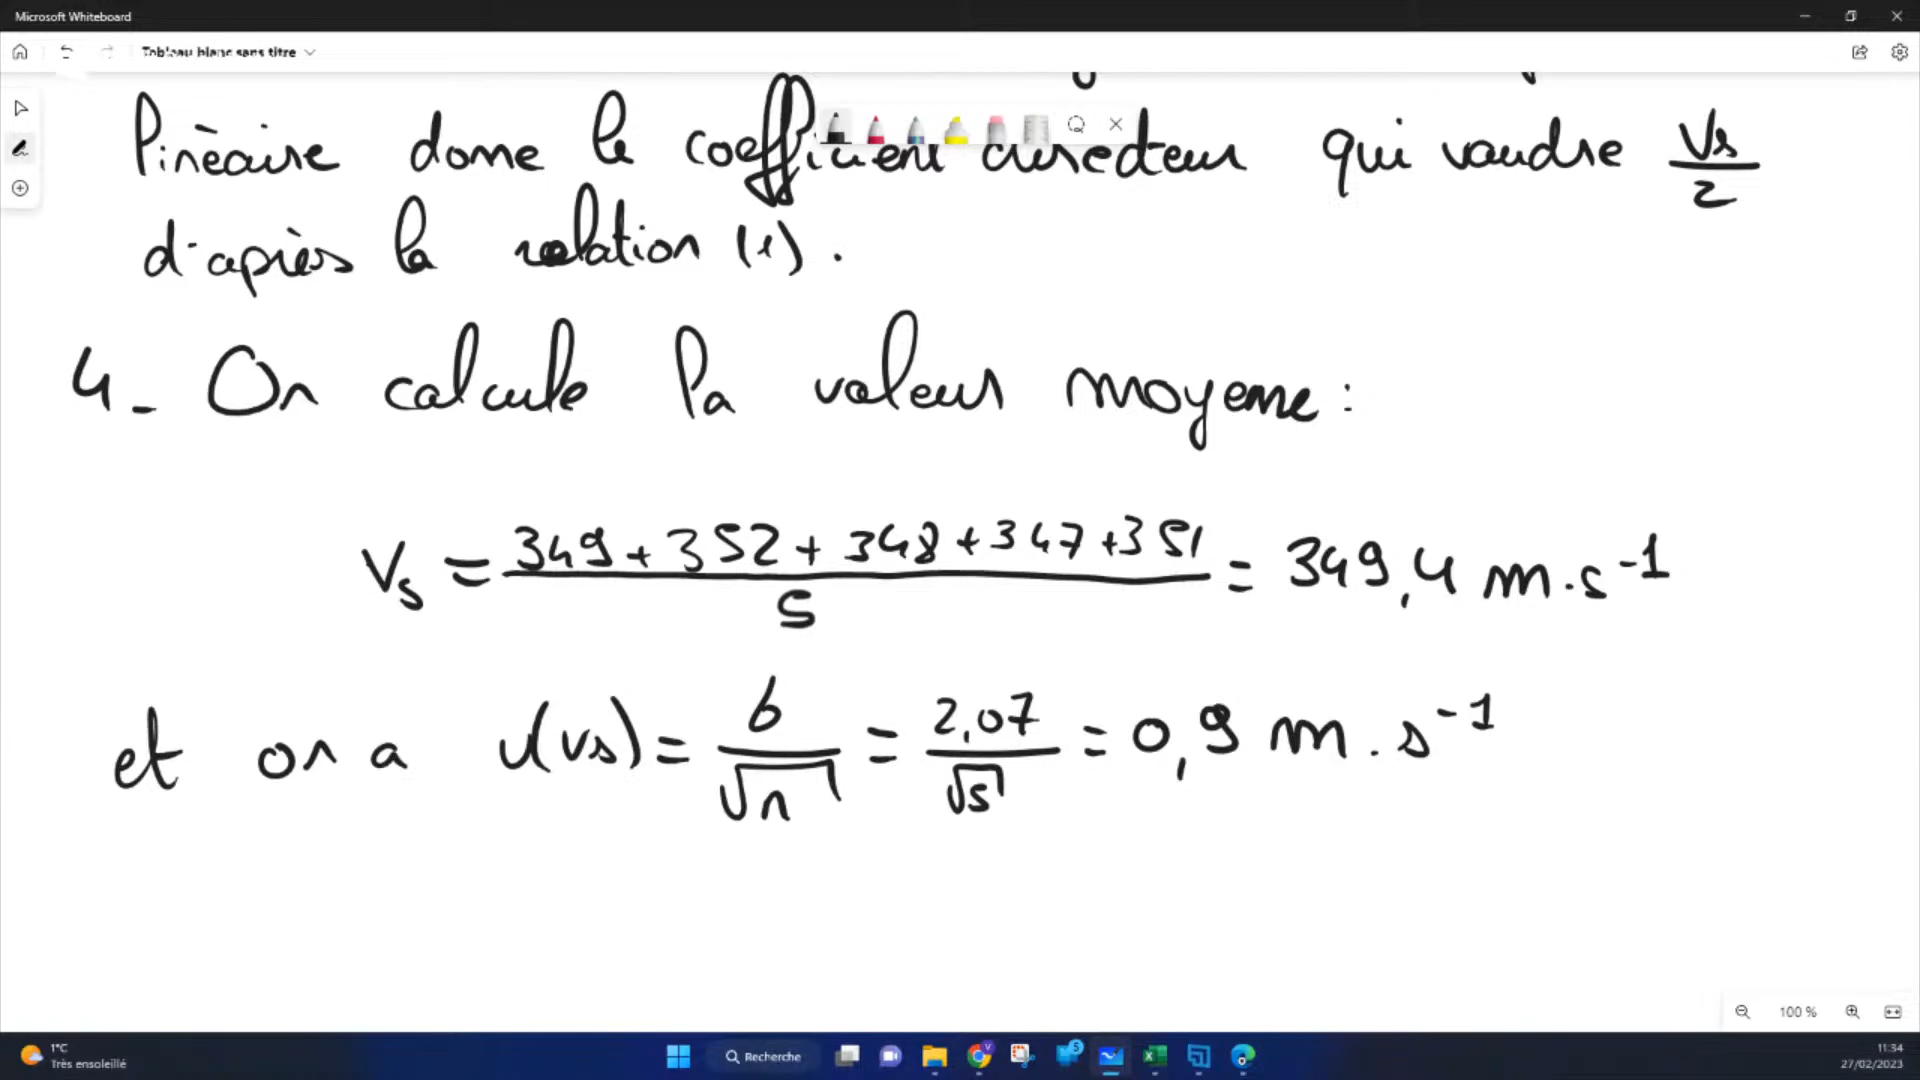 Microsoft Whiteboard
Tableau blanc sans titre
linéaire donne le coefficient directeur qui vaudra Vs/2
d'après la relation (1).
4- On calcule la valeur moyenne :
Vs = (349 + 352 + 348 + 347 + 351)/5 = 349,4 m.s⁻¹
et on a u(vs) = σ/√n = 2,07/√5 = 0,9 m.s⁻¹
100 %
1°C
Très ensoleillé
Recherche
5
11:34
27/02/2023